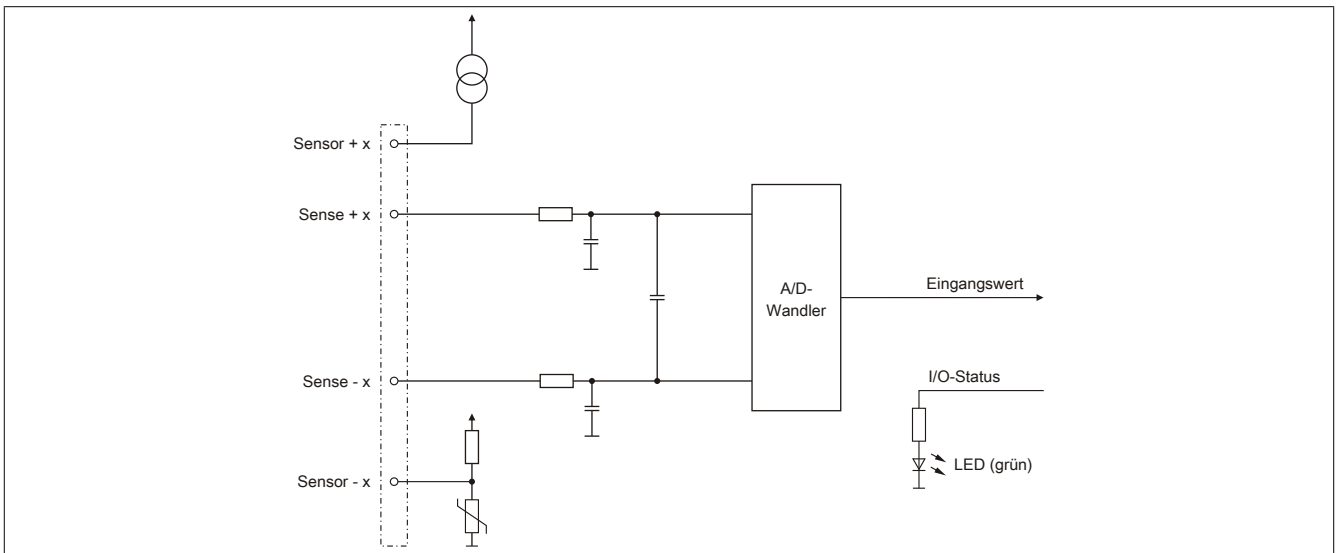 Sensor + x
Sense + x
A/D-
Wandler
Eingangswert
Sense - x
I/O-Status
LED (grün)
Sensor - x